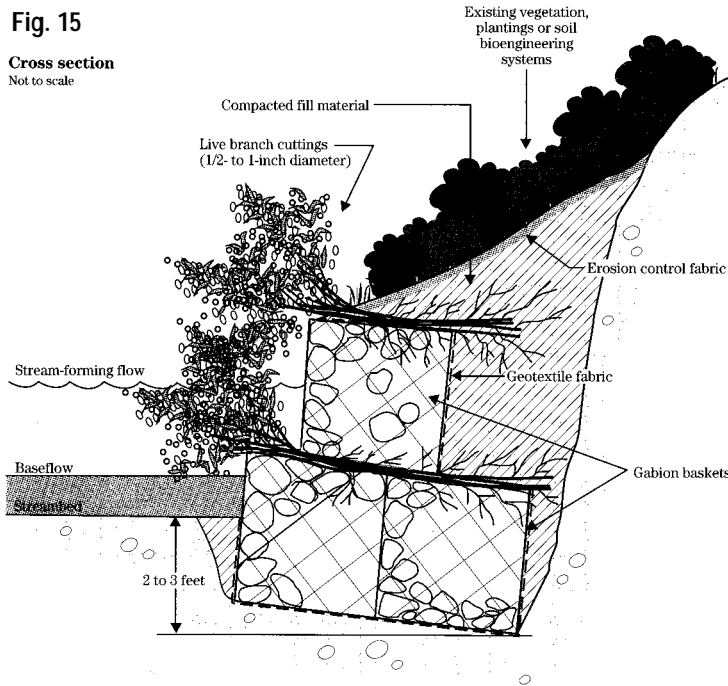 Fig. 15
Cross section
Not to scale
Existing vegetation,
plantings or soil
bioengineering
systems
Compacted fill material
Live branch cuttings
(1/2- to 1-inch diameter)
Erosion control fabric
Stream-forming flow
Geotextile fabric
Baseflow
Gabion baskets
Streambed
2 to 3 feet